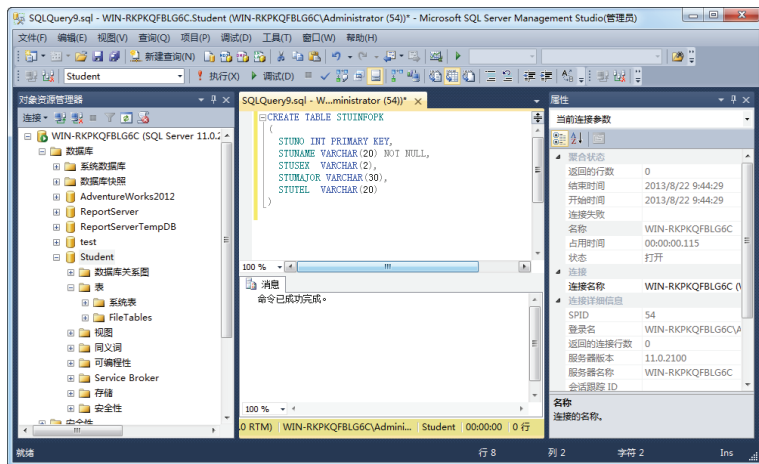 SQLQuery9.sql - WIN-RKPKQFBLG6C.Student (WIN-RKPKQFBLG6C\Administrator (54))* - Microsoft SQL Server Management Studio(管理员)
文件(F) 编辑(E) 视图(V) 查询(Q) 项目(P) 调试(D) 工具(T) 窗口(W) 帮助(H)
新建查询(N)
Student 执行(X) 调试(D)
对象资源管理器
连接
WIN-RKPKQFBLG6C (SQL Server 11.0.2
数据库
系统数据库
数据库快照
AdventureWorks2012
ReportServer
ReportServerTempDB
test
Student
数据库关系图
表
系统表
FileTables
视图
同义词
可编程性
Service Broker
存储
安全性
安全性
SQLQuery9.sql - W...ministrator (54))*
CREATE TABLE STUINFOPK
(
STUNO INT PRIMARY KEY,
STUNAME VARCHAR(20) NOT NULL,
STUSEX VARCHAR(2),
STUMAJOR VARCHAR(30),
STUTEL VARCHAR(20)
)
100 %
消息
命令已成功完成。
100 %
.0 RTM) WIN-RKPKQFBLG6C\Admini... Student 00:00:00 0 行
属性
当前连接参数
聚合状态
返回的行数 0
结束时间 2013/8/22 9:44:29
开始时间 2013/8/22 9:44:29
连接失败
名称 WIN-RKPKQFBLG6C
占用时间 00:00:00.115
状态 打开
连接
连接名称 WIN-RKPKQFBLG6C (\
连接详细信息
SPID 54
登录名 WIN-RKPKQFBLG6C\A
返回的连接行数 0
服务器版本 11.0.2100
服务器名称 WIN-RKPKQFBLG6C
会话跟踪 ID
名称
连接的名称。
就绪 行 8 列 2 字符 2 Ins